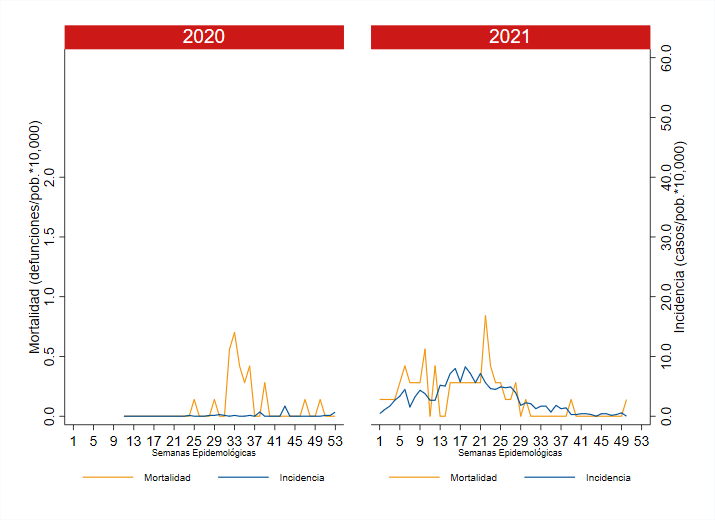 2020
2021
Mortalidad (defunciones/pob.*10,000)
0.0 0.5 1.0 1.5 2.0
Incidencia (casos/pob.*10,000)
0.0 10.0 20.0 30.0 40.0 50.0 60.0
1 5 9 13 17 21 25 29 33 37 41 45 49 53
1 5 9 13 17 21 25 29 33 37 41 45 49 53
Semanas Epidemológicas
Semanas Epidemológicas
Mortalidad Incidencia
Mortalidad Incidencia